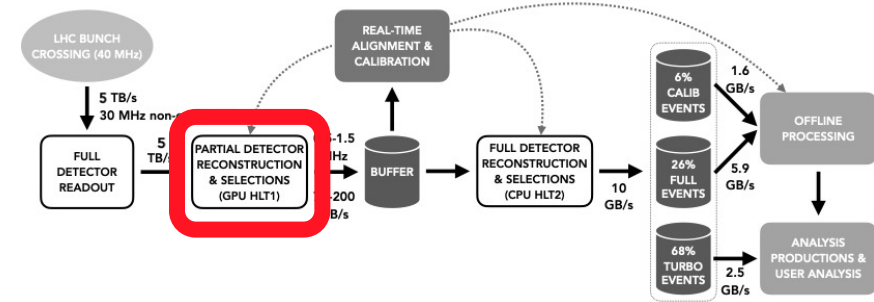 LHC BUNCH
CROSSING (40 MHz)
5 TB/s
30 MHz
FULL
DETECTOR
READOUT
5
TB/s
PARTIAL DETECTOR
RECONSTRUCTION
& SELECTIONS
(GPU HLT1)
REAL-TIME
ALIGNMENT &
CALIBRATION
BUFFER
FULL DETECTOR
RECONSTRUCTION
& SELECTIONS
(CPU HLT2)
10
GB/s
6%
CALIB
EVENTS
26%
FULL
EVENTS
68%
TURBO
EVENTS
1.6
GB/s
5.9
GB/s
2.5
GB/s
OFFLINE
PROCESSING
ANALYSIS
PRODUCTIONS &
USER ANALYSIS